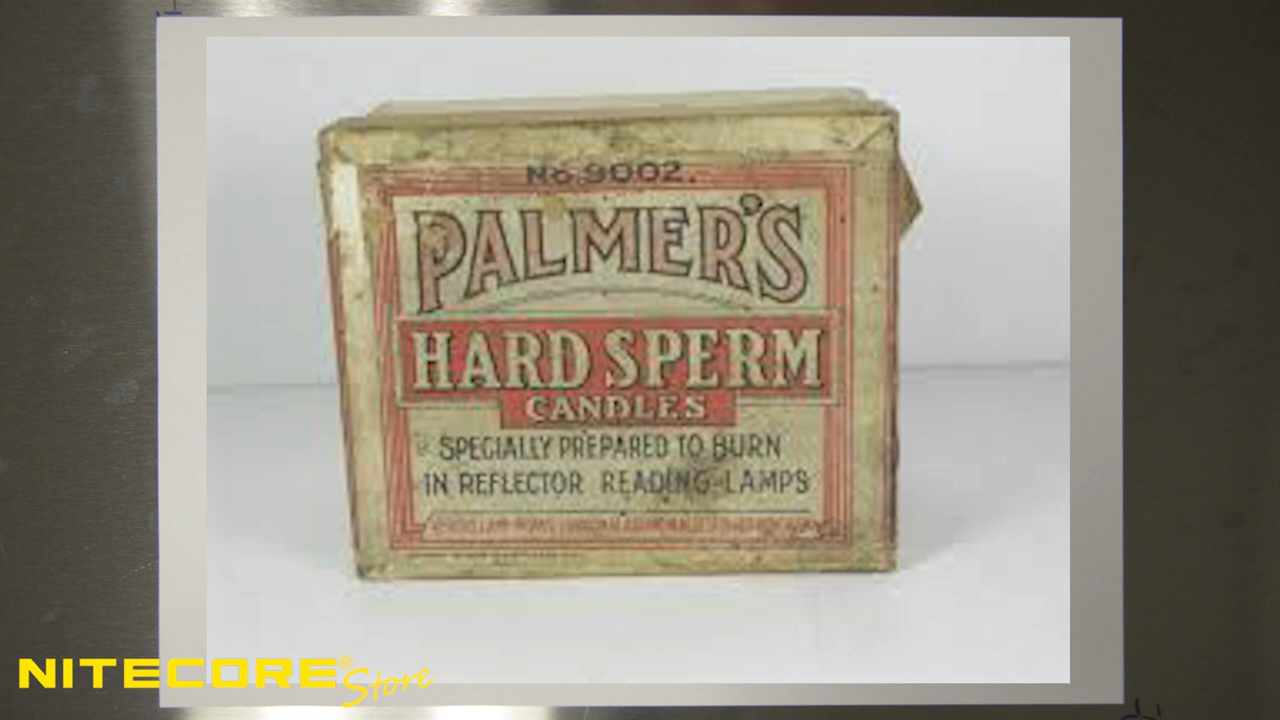 No. 9002.
PALMER'S
HARD SPERM
CANDLES
SPECIALLY PREPARED TO BURN
IN REFLECTOR READING-LAMPS
NITECORE® Store